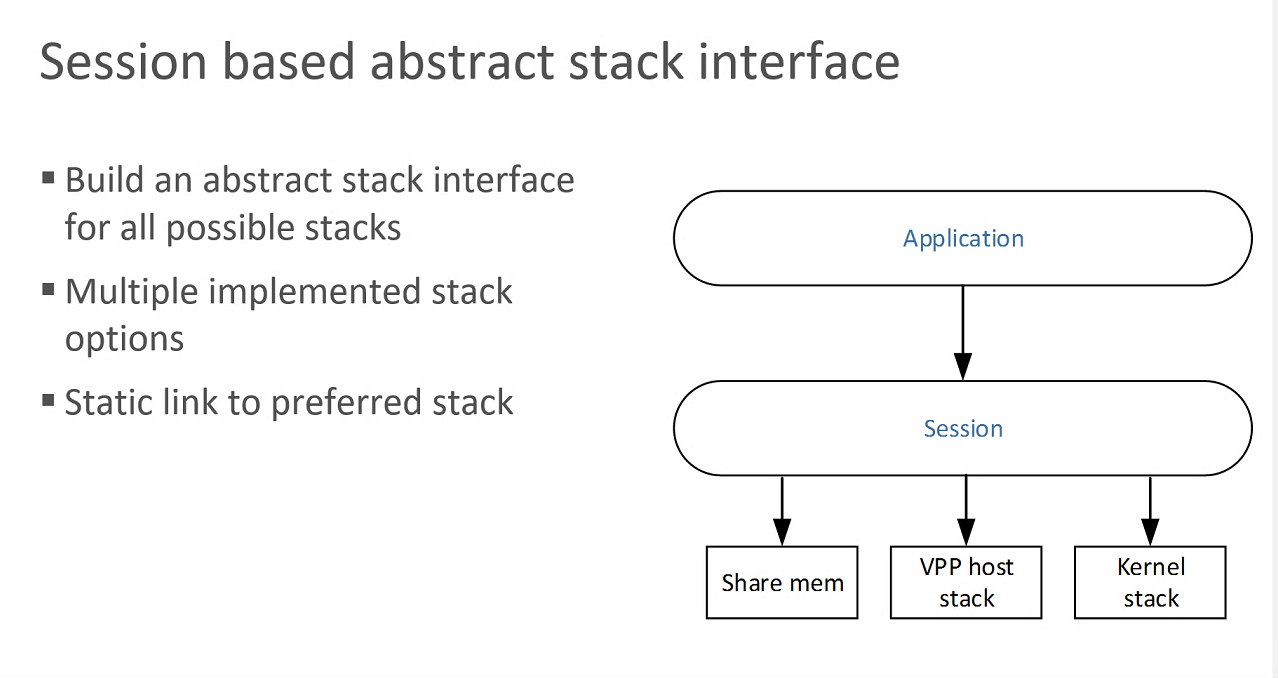 Session based abstract stack interface
▪ Build an abstract stack interface
for all possible stacks
▪ Multiple implemented stack
options
▪ Static link to preferred stack
Application
Session
Share mem
VPP host
stack
Kernel
stack